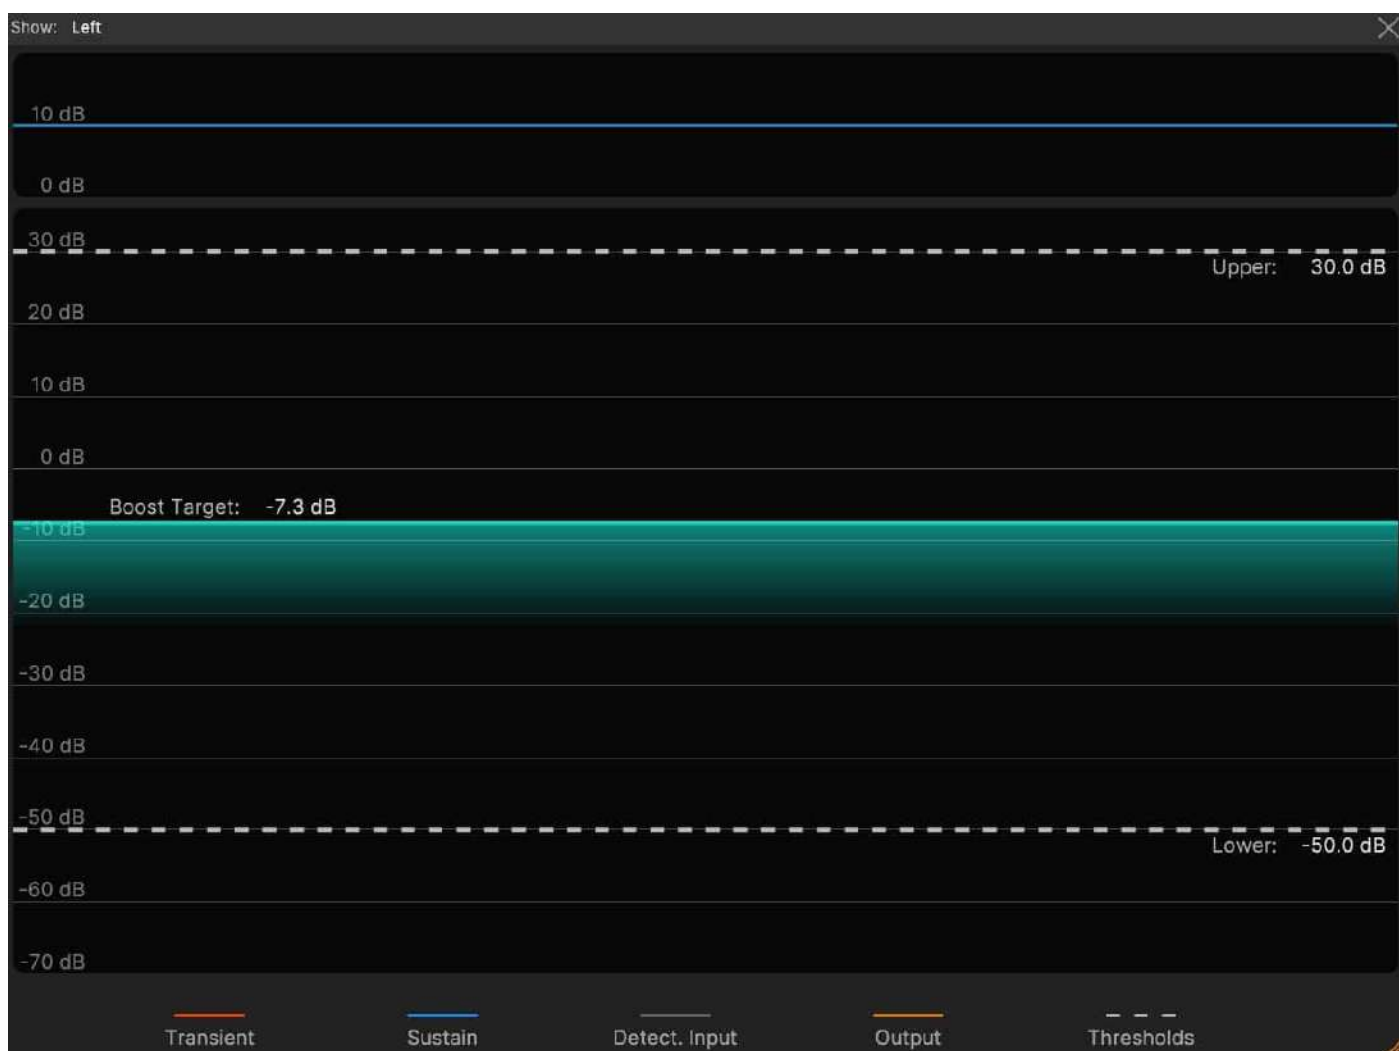 Show: Left
10 dB
0 dB
30 dB
Upper: 30.0 dB
20 dB
10 dB
0 dB
Boost Target: -7.3 dB
-10 dB
-20 dB
-30 dB
-40 dB
-50 dB
Lower: -50.0 dB
-60 dB
-70 dB
Transient Sustain Detect. Input Output Thresholds